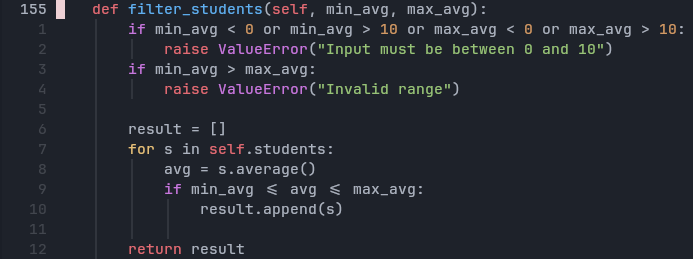 155 def filter_students(self, min_avg, max_avg):
1 if min_avg < 0 or min_avg > 10 or max_avg < 0 or max_avg > 10:
2 raise ValueError("Input must be between 0 and 10")
3 if min_avg > max_avg:
4 raise ValueError("Invalid range")
5
6 result = []
7 for s in self.students:
8 avg = s.average()
9 if min_avg ⩽ avg ⩽ max_avg:
10 result.append(s)
11
12 return result